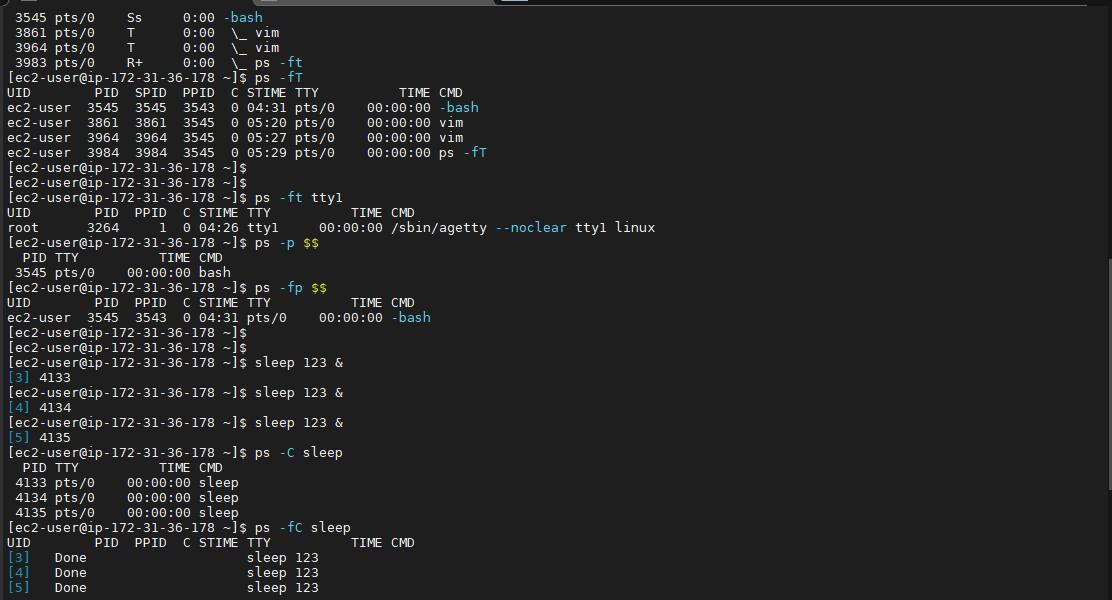 3545 pts/0    Ss     0:00 -bash
 3861 pts/0    T      0:00  \_ vim
 3964 pts/0    T      0:00  \_ vim
 3983 pts/0    R+     0:00  \_ ps -ft
[ec2-user@ip-172-31-36-178 ~]$ ps -fT
UID        PID  SPID  PPID  C STIME TTY          TIME CMD
ec2-user  3545  3545  3543  0 04:31 pts/0    00:00:00 -bash
ec2-user  3861  3861  3545  0 05:20 pts/0    00:00:00 vim
ec2-user  3964  3964  3545  0 05:27 pts/0    00:00:00 vim
ec2-user  3984  3984  3545  0 05:29 pts/0    00:00:00 ps -fT
[ec2-user@ip-172-31-36-178 ~]$
[ec2-user@ip-172-31-36-178 ~]$
[ec2-user@ip-172-31-36-178 ~]$ ps -ft tty1
UID        PID  PPID  C STIME TTY          TIME CMD
root      3264     1  0 04:26 tty1     00:00:00 /sbin/agetty --noclear tty1 linux
[ec2-user@ip-172-31-36-178 ~]$ ps -p $$
  PID TTY          TIME CMD
 3545 pts/0    00:00:00 bash
[ec2-user@ip-172-31-36-178 ~]$ ps -fp $$
UID        PID  PPID  C STIME TTY          TIME CMD
ec2-user  3545  3543  0 04:31 pts/0    00:00:00 -bash
[ec2-user@ip-172-31-36-178 ~]$
[ec2-user@ip-172-31-36-178 ~]$
[ec2-user@ip-172-31-36-178 ~]$ sleep 123 &
[3] 4133
[ec2-user@ip-172-31-36-178 ~]$ sleep 123 &
[4] 4134
[ec2-user@ip-172-31-36-178 ~]$ sleep 123 &
[5] 4135
[ec2-user@ip-172-31-36-178 ~]$ ps -C sleep
  PID TTY          TIME CMD
 4133 pts/0    00:00:00 sleep
 4134 pts/0    00:00:00 sleep
 4135 pts/0    00:00:00 sleep
[ec2-user@ip-172-31-36-178 ~]$ ps -fC sleep
UID        PID  PPID  C STIME TTY          TIME CMD
[3]   Done                    sleep 123
[4]   Done                    sleep 123
[5]   Done                    sleep 123